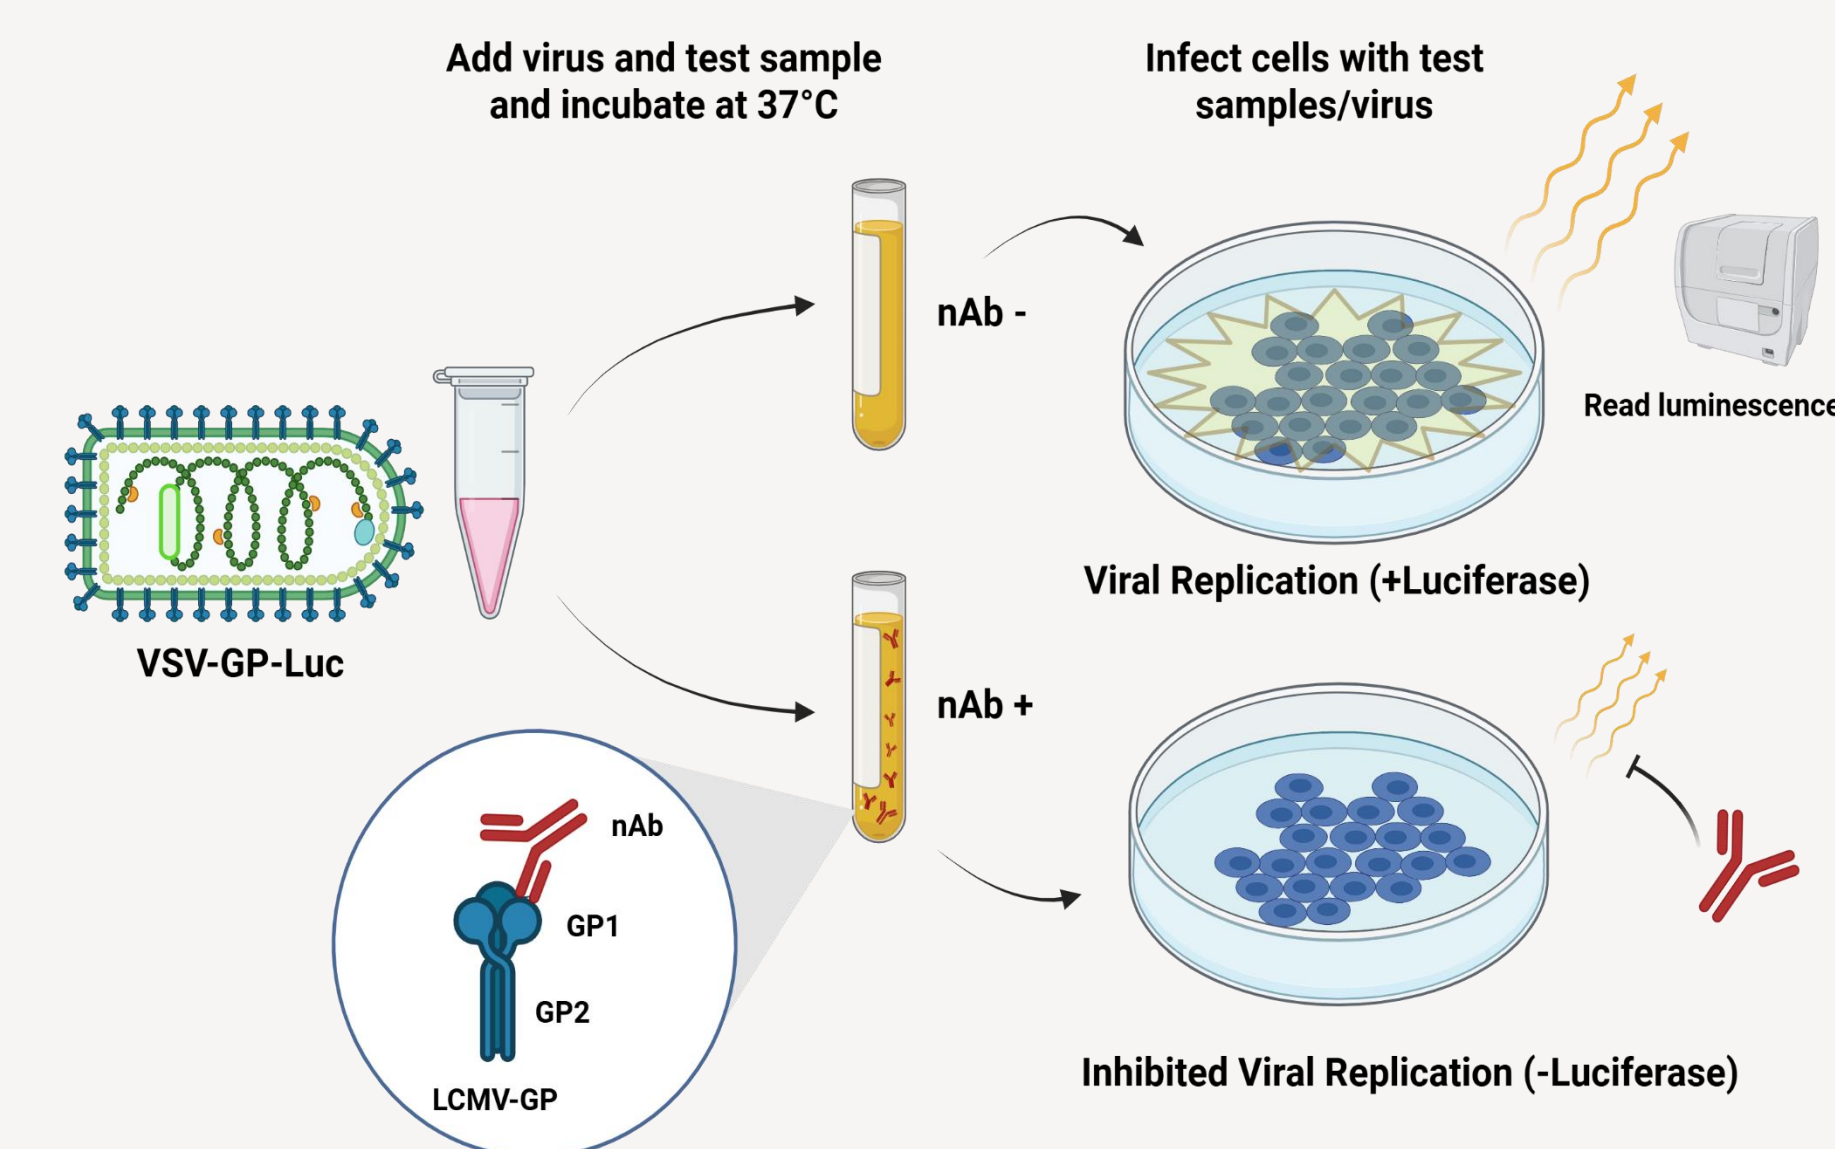 Add virus and test sample
and incubate at 37°C
Infect cells with test
samples/virus
nAb -
Read luminescence
Viral Replication (+Luciferase)
VSV-GP-Luc
nAb +
nAb
GP1
GP2
LCMV-GP
Inhibited Viral Replication (-Luciferase)